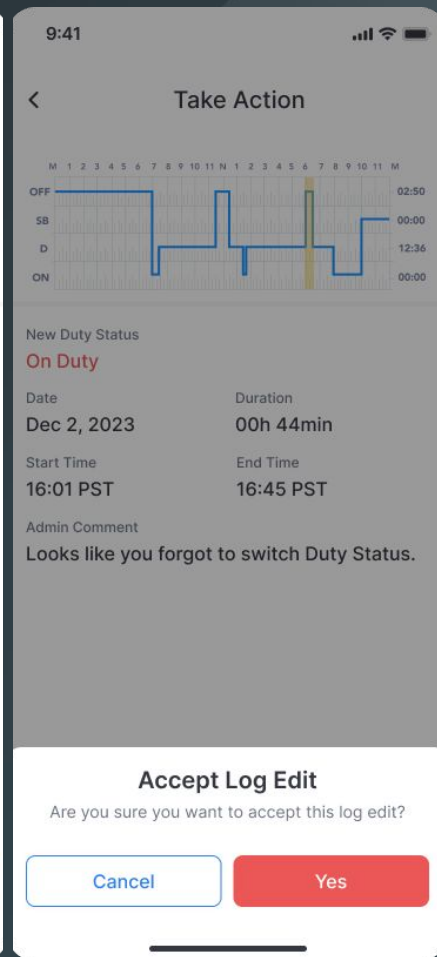 9:41
Take Action
M 1 2 3 4 5 6 7 8 9 10 11 N 1 2 3 4 5 6 7 8 9 10 11 M
OFF 02:50
SB 00:00
D 12:36
ON 00:00
New Duty Status
On Duty
Date Duration
Dec 2, 2023 00h 44min
Start Time End Time
16:01 PST 16:45 PST
Admin Comment
Looks like you forgot to switch Duty Status.
Accept Log Edit
Are you sure you want to accept this log edit?
Cancel Yes